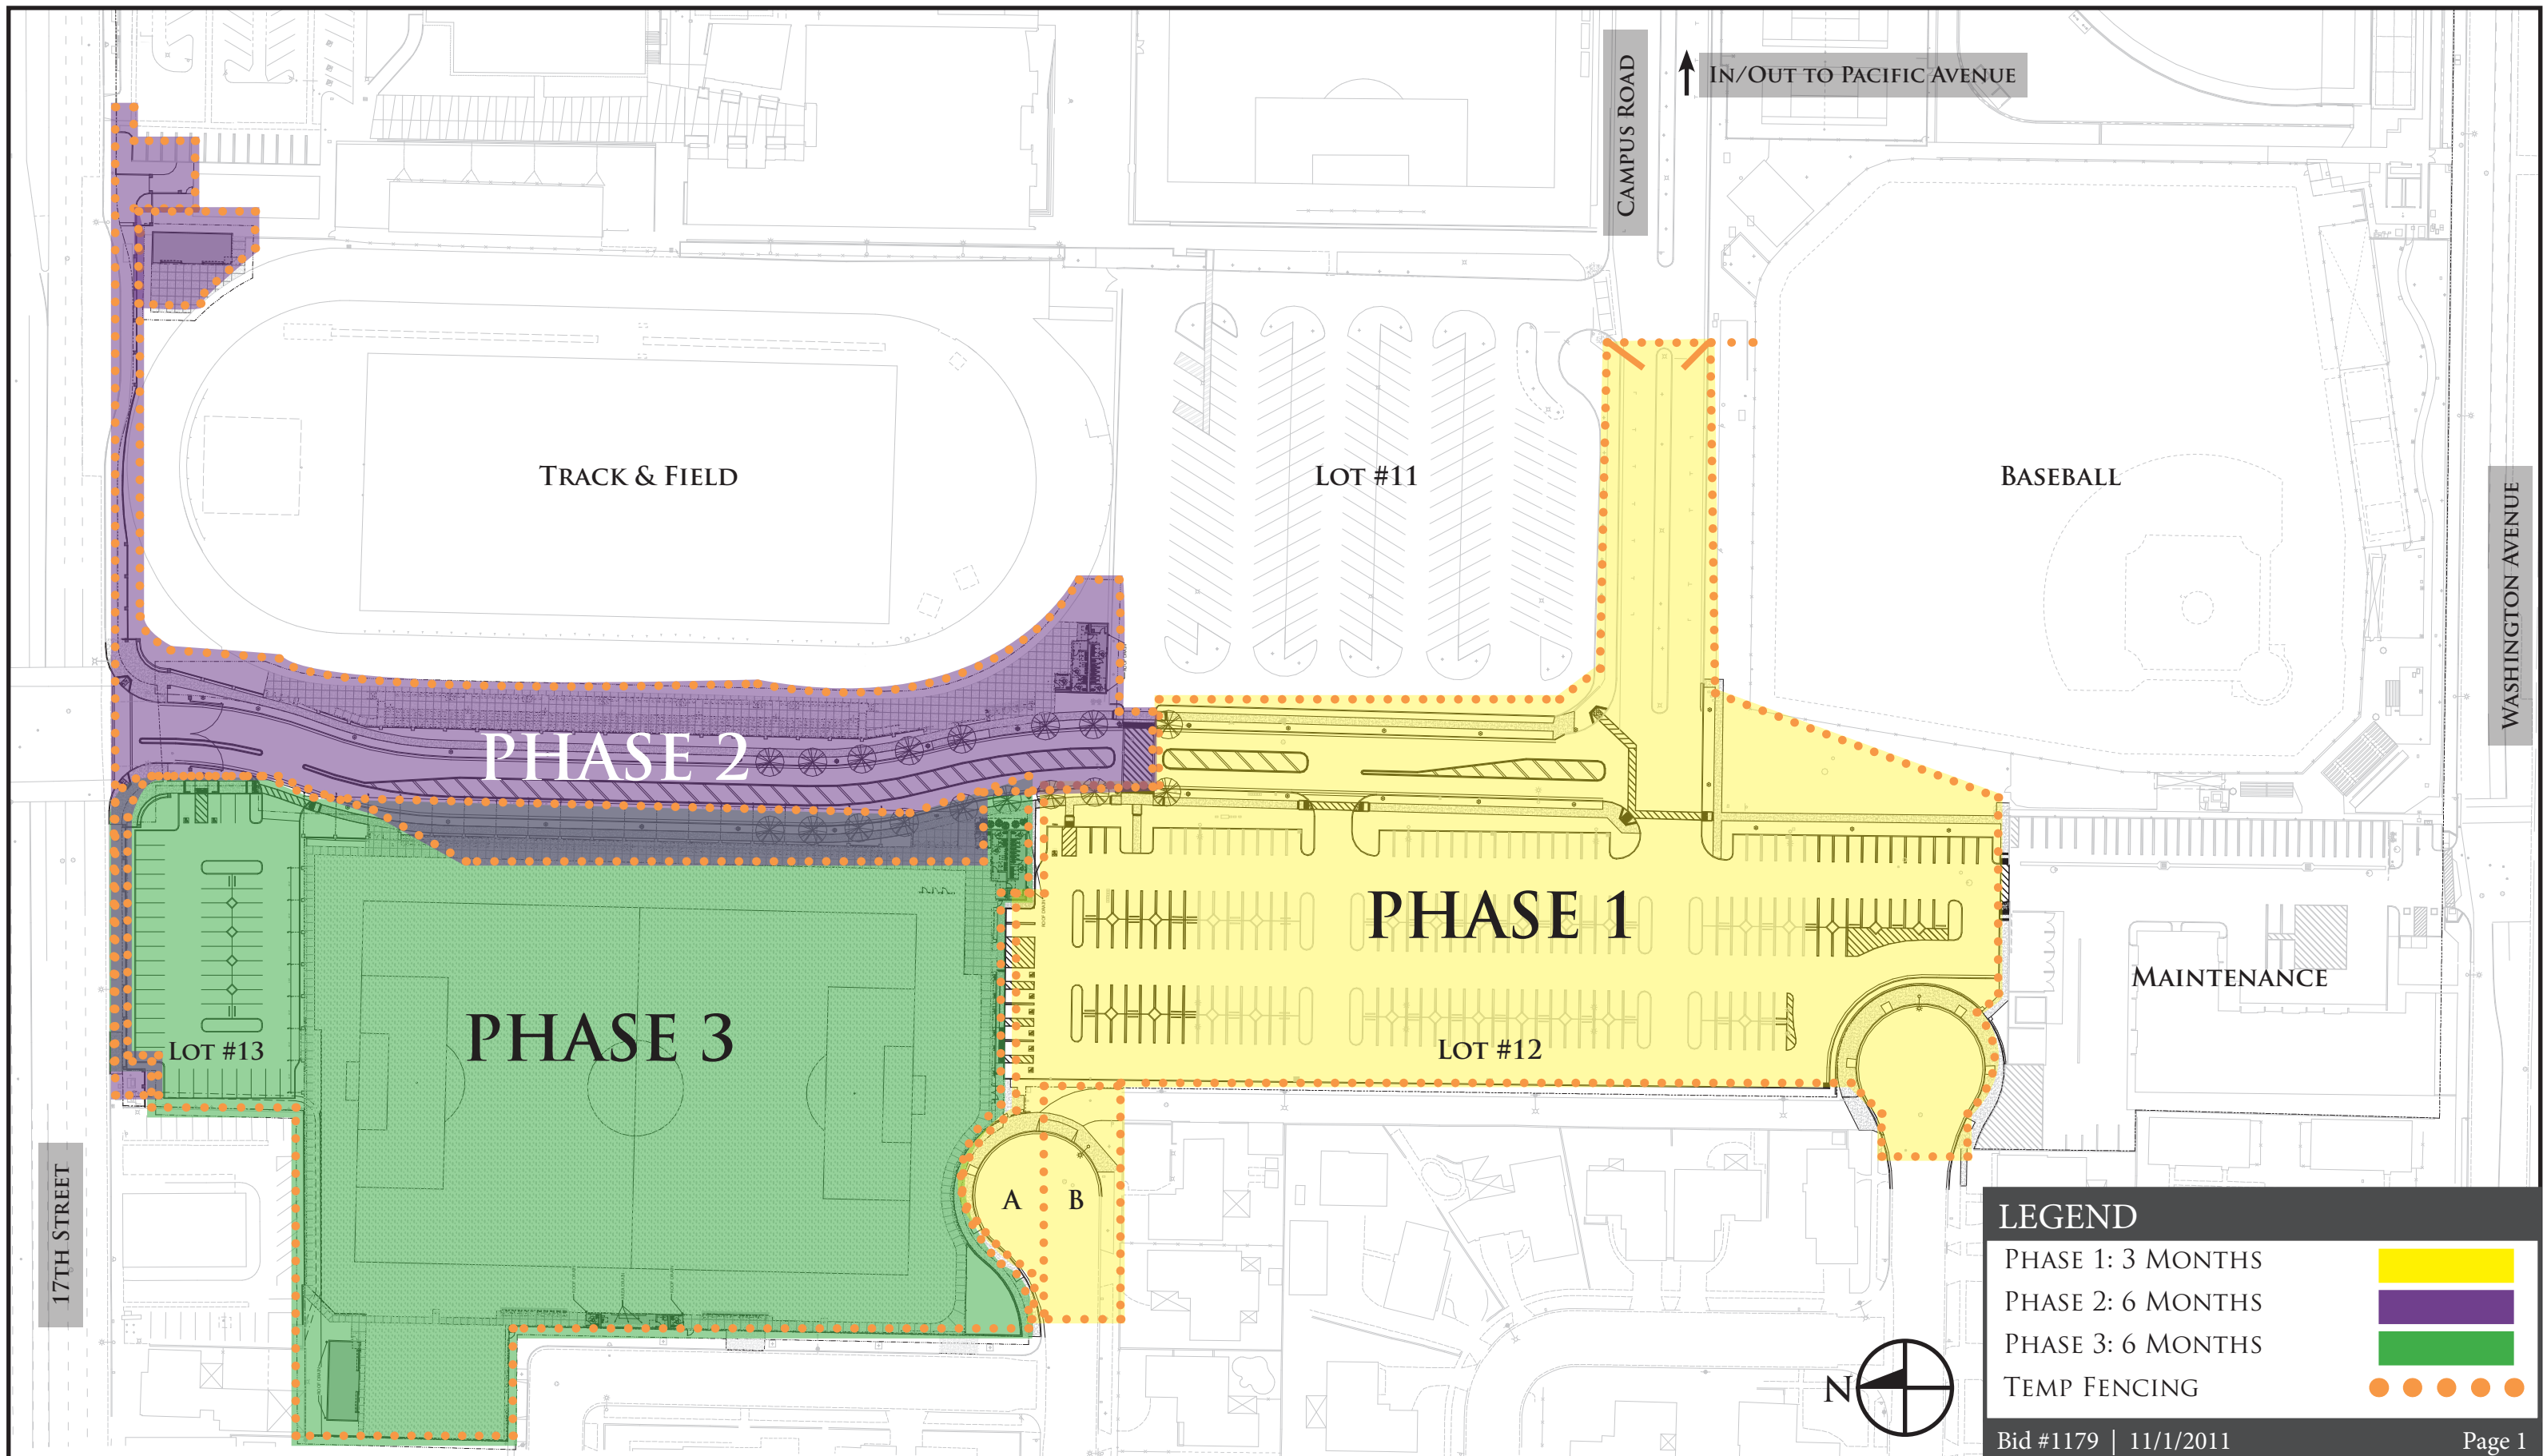 CAMPUS ROAD
IN/OUT TO PACIFIC AVENUE
TRACK & FIELD
LOT #11
BASEBALL
WASHINGTON AVENUE
PHASE 2
PHASE 1
MAINTENANCE
PHASE 3
LOT #13
LOT #12
A
B
17TH STREET
N
LEGEND
PHASE 1: 3 MONTHS
PHASE 2: 6 MONTHS
PHASE 3: 6 MONTHS
TEMP FENCING
Bid #1179 | 11/1/2011
Page 1